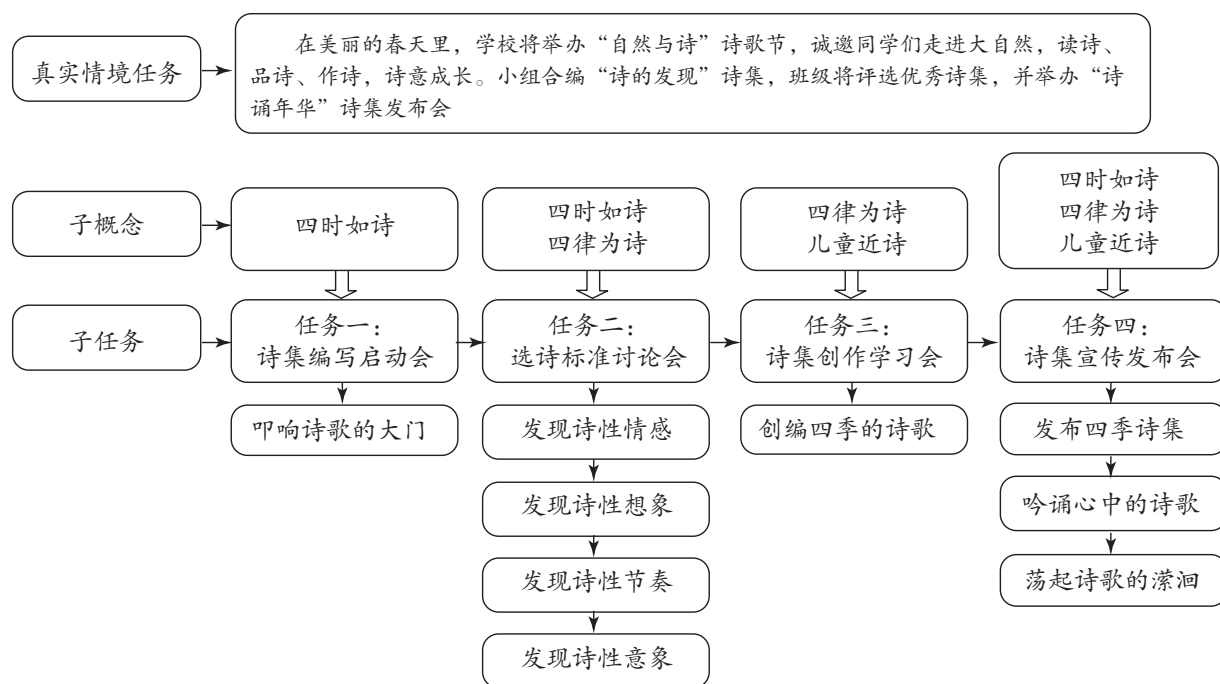 真实情境任务
在美丽的春天里，学校将举办“自然与诗”诗歌节，诚邀同学们走进大自然，读诗、
品诗、作诗，诗意成长。小组合编“诗的发现”诗集，班级将评选优秀诗集，并举办“诗
诵年华”诗集发布会
子概念
四时如诗
四时如诗
四律为诗
四律为诗
儿童近诗
四时如诗
四律为诗
儿童近诗
子任务
任务一：
诗集编写启动会
任务二：
选诗标准讨论会
任务三：
诗集创作学习会
任务四：
诗集宣传发布会
叩响诗歌的大门
发现诗性情感
创编四季的诗歌
发布四季诗集
发现诗性想象
吟诵心中的诗歌
发现诗性节奏
荡起诗歌的潆洄
发现诗性意象